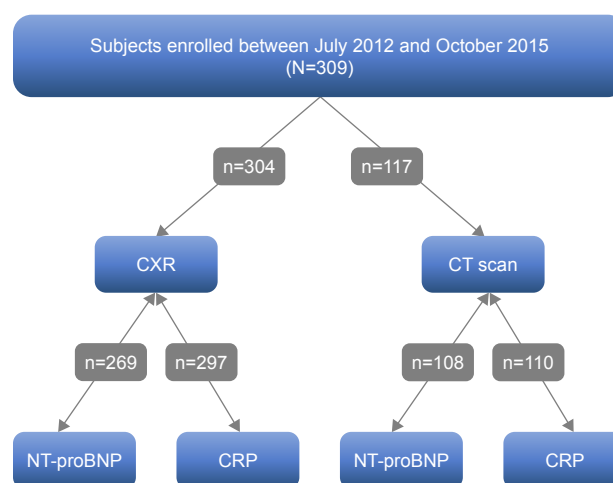 Subjects enrolled between July 2012 and October 2015
(N=309)
n=304
n=117
CXR
CT scan
n=269
n=297
n=108
n=110
NT-proBNP
CRP
NT-proBNP
CRP